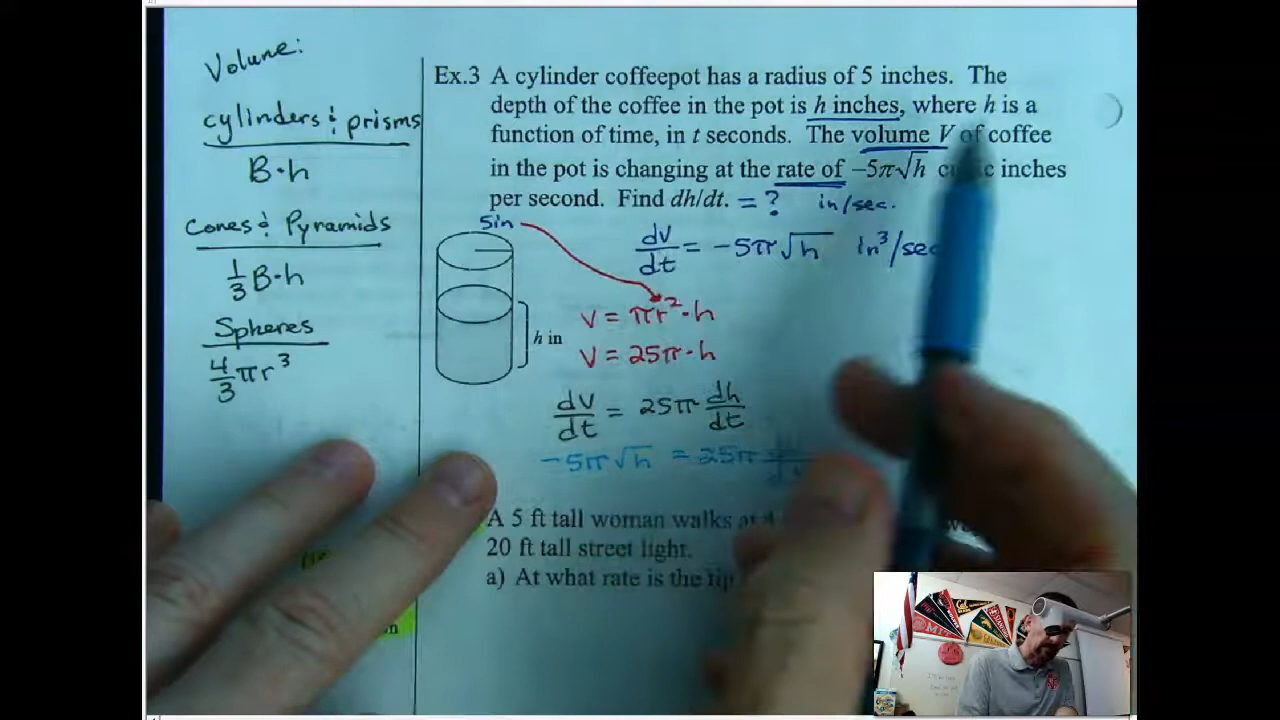 Volume:
cylinders & prisms
B·h
Cones & Pyramids
1/3 B·h
Spheres
4/3 πr³
Ex.3 A cylinder coffeepot has a radius of 5 inches. The
depth of the coffee in the pot is h inches, where h is a
function of time, in t seconds. The volume V of coffee
in the pot is changing at the rate of −5π√h inches
per second. Find dh/dt. = ? in/sec.
5in
dV/dt = −5π√h in³/sec
V = πr²·h
V = 25π·h
h in
dV/dt = 25π dh/dt
−5π√h = 25π
A 5 ft tall woman walks at
20 ft tall street light.
a) At what rate is the tip